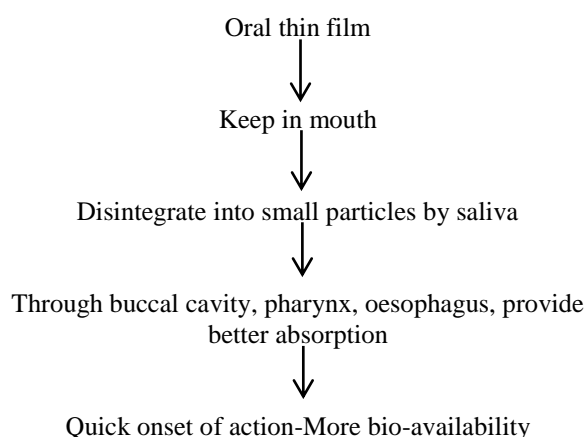 Oral thin film
Keep in mouth
Disintegrate into small particles by saliva
Through buccal cavity, pharynx, oesophagus, provide
better absorption
Quick onset of action-More bio-availability